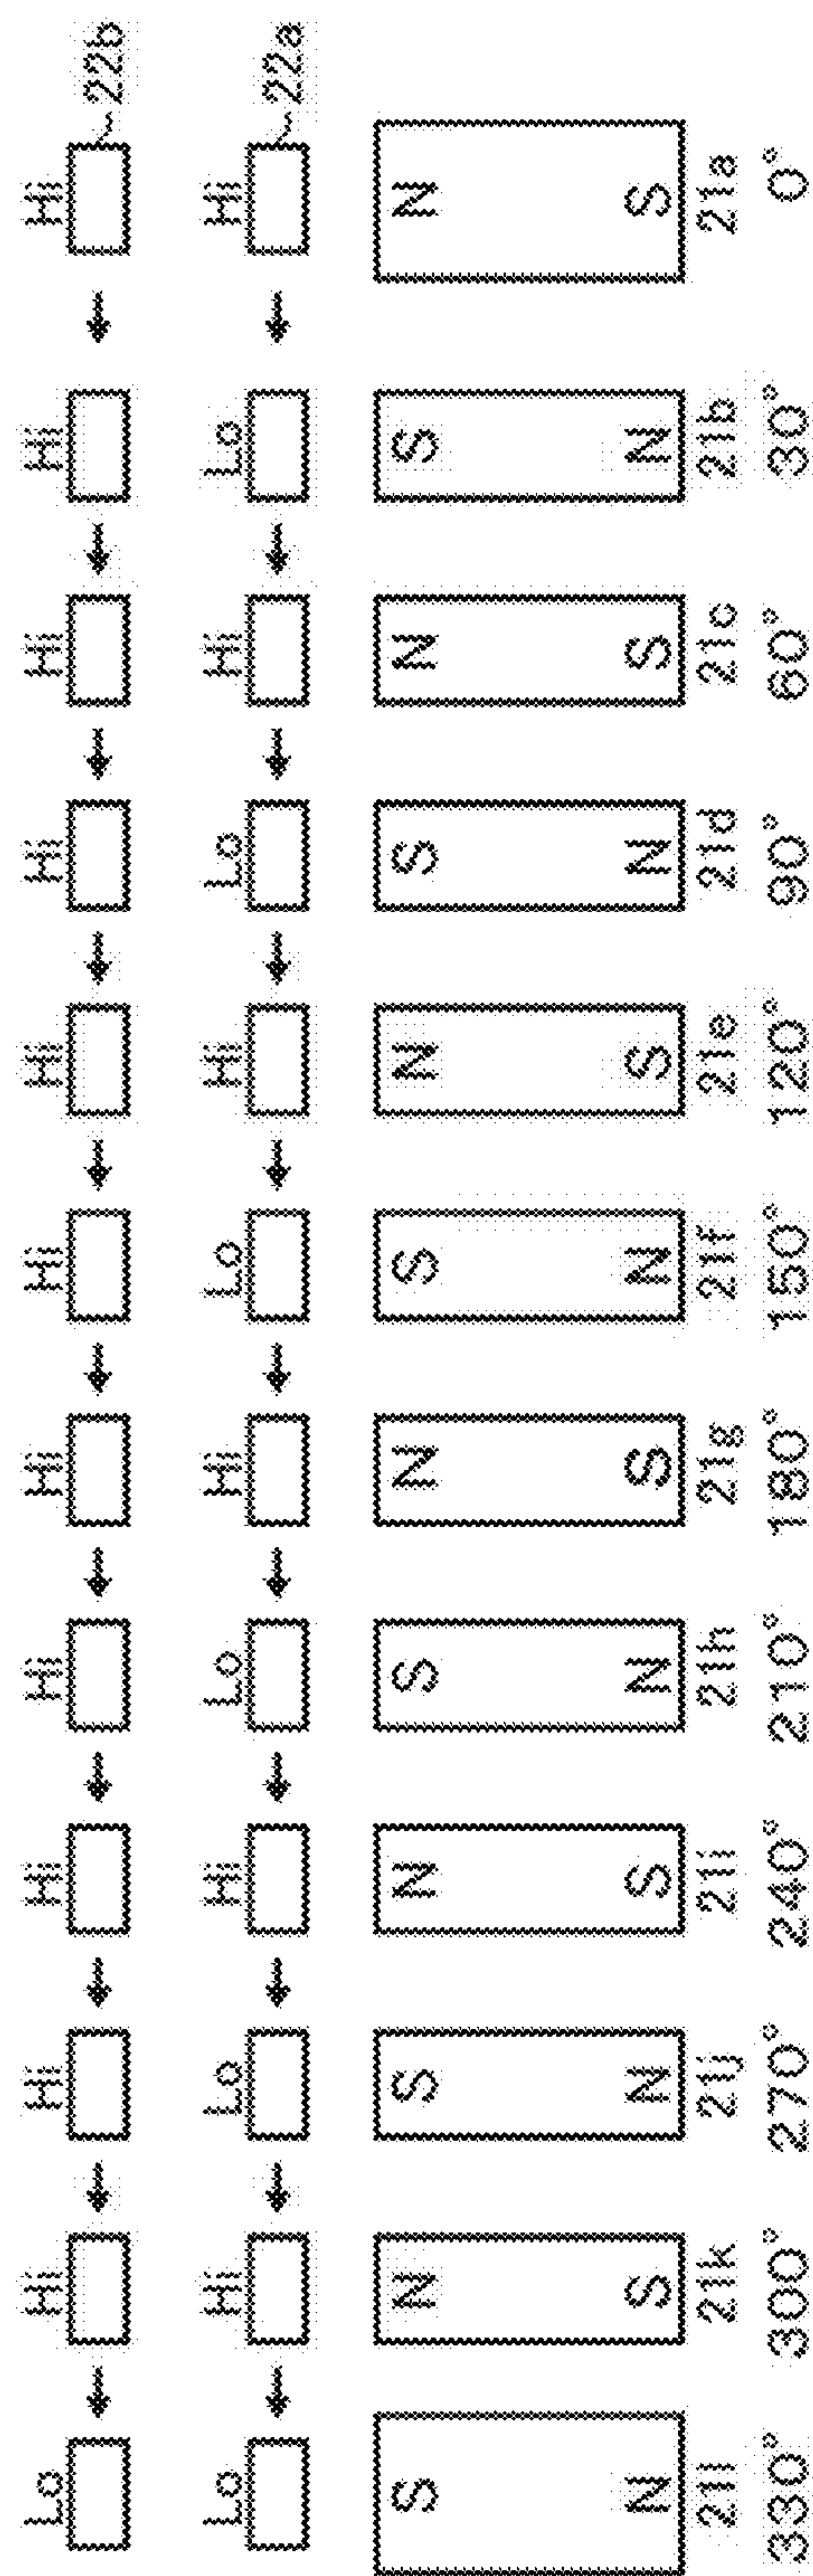 Lo Hi Hi Hi Hi Hi Hi Hi Hi Hi Hi Hi
22b
Lo Hi Lo Hi Lo Hi Lo Hi Lo Hi Lo Hi
22a
S N S N S N S N S N S N
N S N S N S N S N S N S
21l 21k 21j 21i 21h 21g 21f 21e 21d 21c 21b 21a
330° 300° 270° 240° 210° 180° 150° 120° 90° 60° 30° 0°